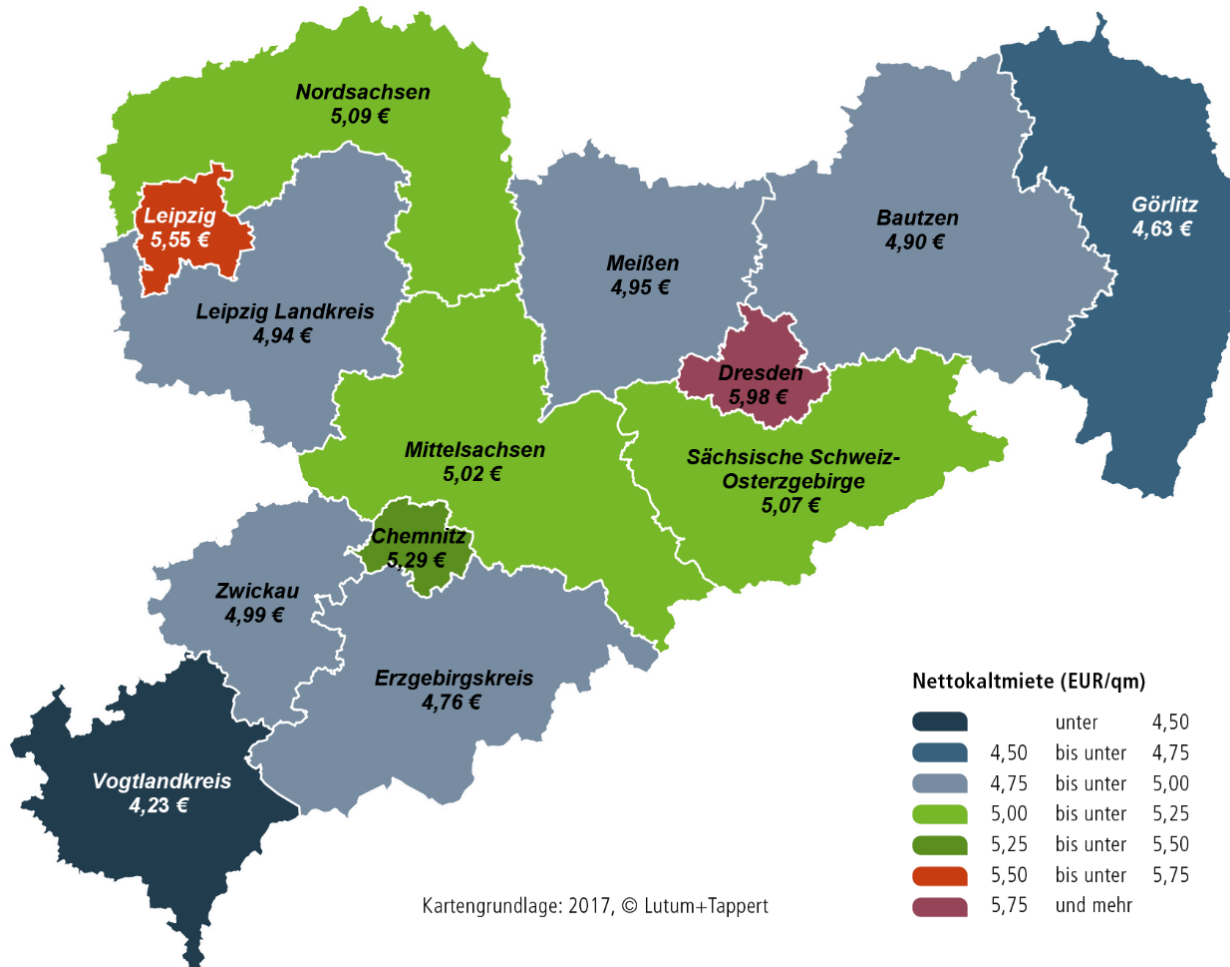 Nordsachsen
5,09 €
Leipzig
5,55 €
Leipzig Landkreis
4,94 €
Meißen
4,95 €
Bautzen
4,90 €
Görlitz
4,63 €
Dresden
5,98 €
Mittelsachsen
5,02 €
Sächsische Schweiz-
Osterzgebirge
5,07 €
Chemnitz
5,29 €
Zwickau
4,99 €
Erzgebirgskreis
4,76 €
Vogtlandkreis
4,23 €
Nettokaltmiete (EUR/qm)
unter 4,50
4,50 bis unter 4,75
4,75 bis unter 5,00
5,00 bis unter 5,25
5,25 bis unter 5,50
5,50 bis unter 5,75
5,75 und mehr
Kartengrundlage: 2017, © Lutum+Tappert